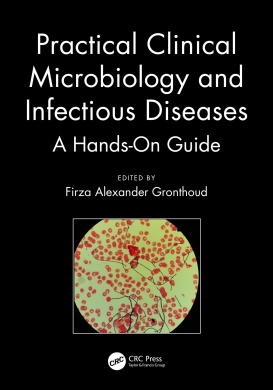 Practical Clinical
Microbiology and
Infectious Diseases
A Hands-On Guide
EDITED BY
Firza Alexander Gronthoud
CRC
CRC Press
Taylor & Francis Group